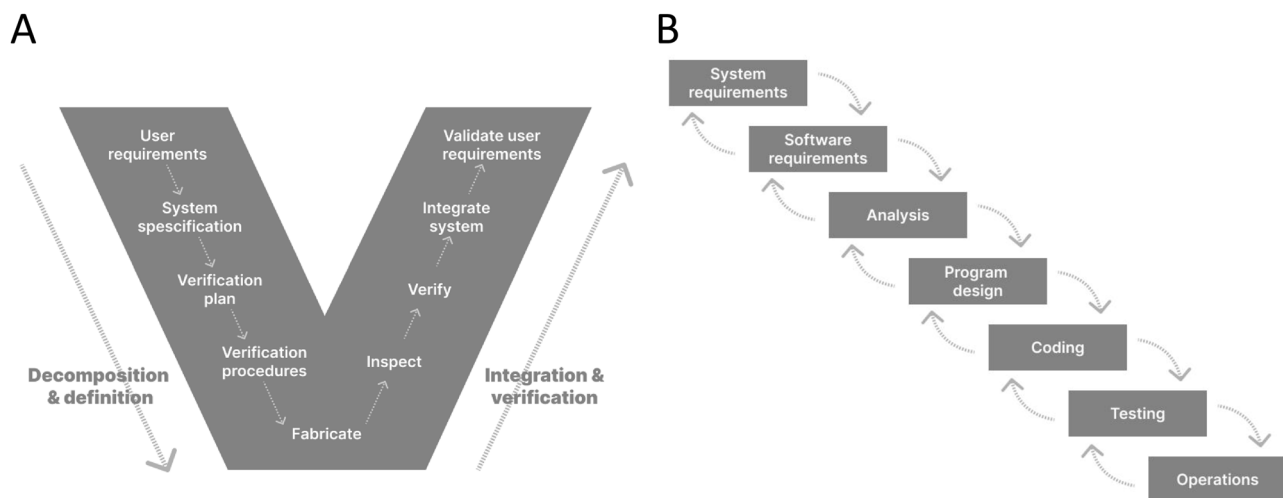 A
User
requirements
System
spescification
Verification
plan
Verification
procedures
Fabricate
Inspect
Verify
Integrate
system
Validate user
requirements
Decomposition
& definition
Integration &
verification
B
System
requirements
Software
requirements
Analysis
Program
design
Coding
Testing
Operations